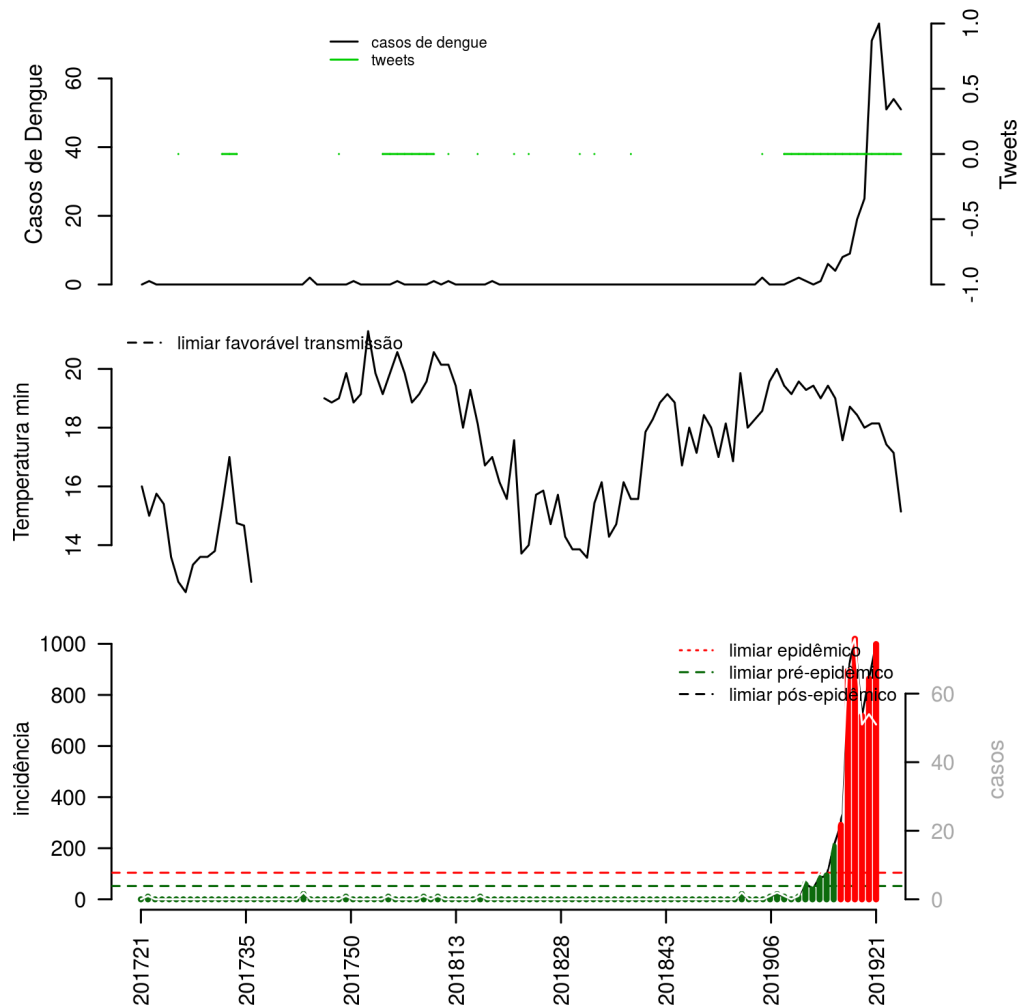 casos de dengue
tweets
Casos de Dengue
0
20
40
60
Tweets
-1.0
-0.5
0.0
0.5
1.0
limiar favorável transmissão
Temperatura min
14
16
18
20
limiar epidêmico
limiar pré-epidêmico
limiar pós-epidêmico
incidência
0
200
400
600
800
1000
casos
0
20
40
60
201721
201735
201750
201813
201828
201843
201906
201921